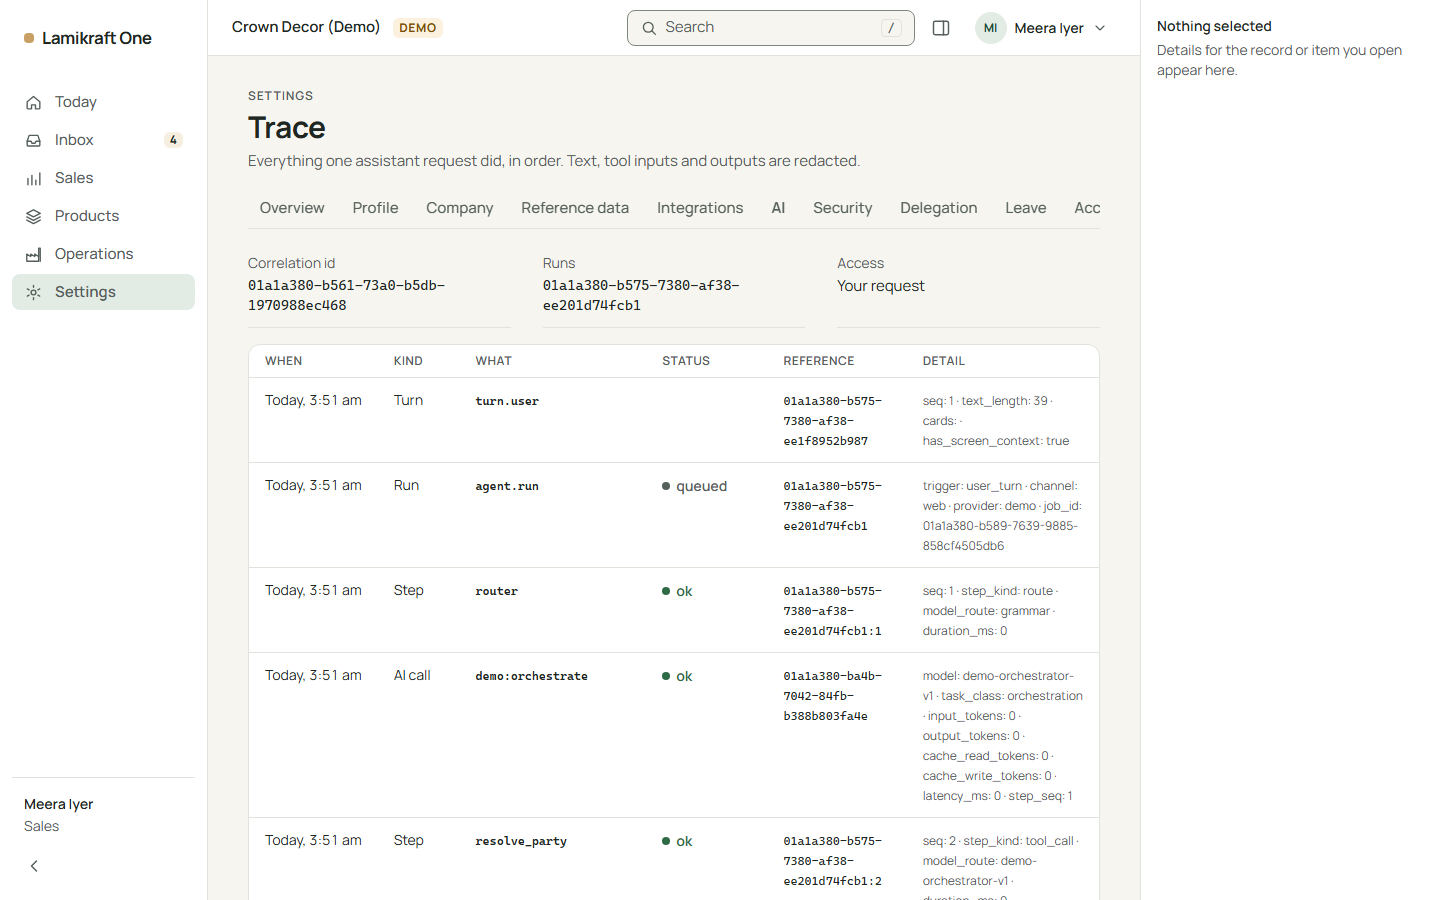 Lamikraft One
Crown Decor (Demo) DEMO
Search /
MI Meera Iyer
Today
Inbox 4
Sales
Products
Operations
Settings
Meera Iyer
Sales
SETTINGS
Trace
Everything one assistant request did, in order. Text, tool inputs and outputs are redacted.
Overview Profile Company Reference data Integrations AI Security Delegation Leave Acc
Correlation id
01a1a380-b561-73a0-b5db-
1970988ec468
Runs
01a1a380-b575-7380-af38-
ee201d74fcb1
Access
Your request
WHEN KIND WHAT STATUS REFERENCE DETAIL
Today, 3:51 am Turn turn.user 01a1a380-b575- seq: 1 · text_length: 39 ·
7380-af38- cards: ·
ee1f8952b987 has_screen_context: true
Today, 3:51 am Run agent.run queued 01a1a380-b575- trigger: user_turn · channel:
7380-af38- web · provider: demo · job_id:
ee201d74fcb1 01a1a380-b589-7639-9885-
858cf4505db6
Today, 3:51 am Step router ok 01a1a380-b575- seq: 1 · step_kind: route ·
7380-af38- model_route: grammar ·
ee201d74fcb1:1 duration_ms: 0
Today, 3:51 am AI call demo:orchestrate ok 01a1a380-ba4b- model: demo-orchestrator-
7042-84fb- v1 · task_class: orchestration
b388b803fa4e · input_tokens: 0 ·
output_tokens: 0 ·
cache_read_tokens: 0 ·
cache_write_tokens: 0 ·
latency_ms: 0 · step_seq: 1
Today, 3:51 am Step resolve_party ok 01a1a380-b575- seq: 2 · step_kind: tool_call ·
7380-af38- model_route: demo-
ee201d74fcb1:2 orchestrator-v1 ·
duration_ms: 0
Nothing selected
Details for the record or item you open
appear here.